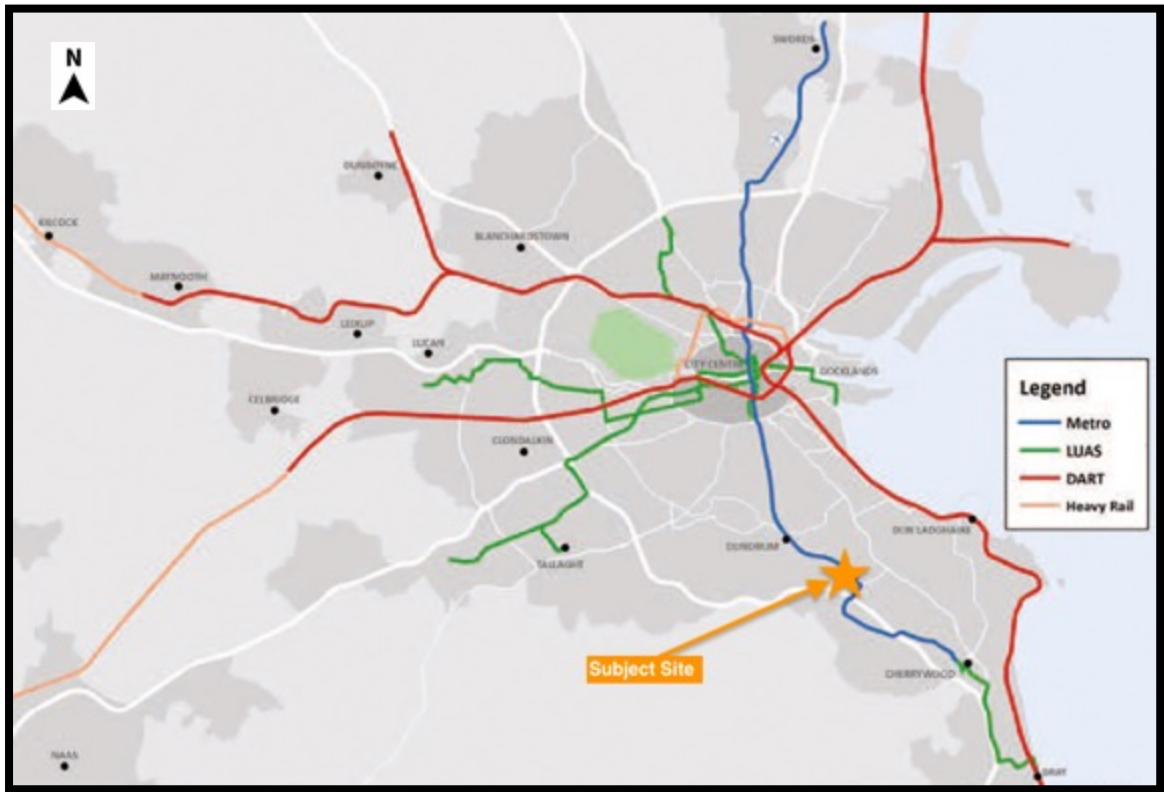 N
SWORDS
DUNBOYNE
KILCOCK
BLANCHARDSTOWN
MAYNOOTH
LEIXLIP
LUCAN
CITY CENTRE
DOCKLANDS
CELBRIDGE
CLONDALKIN
Legend
Metro
LUAS
DART
Heavy Rail
DUN LAOGHAIRE
DUNDRUM
TALLAGHT
Subject Site
CHERRYWOOD
NAAS
BRAY